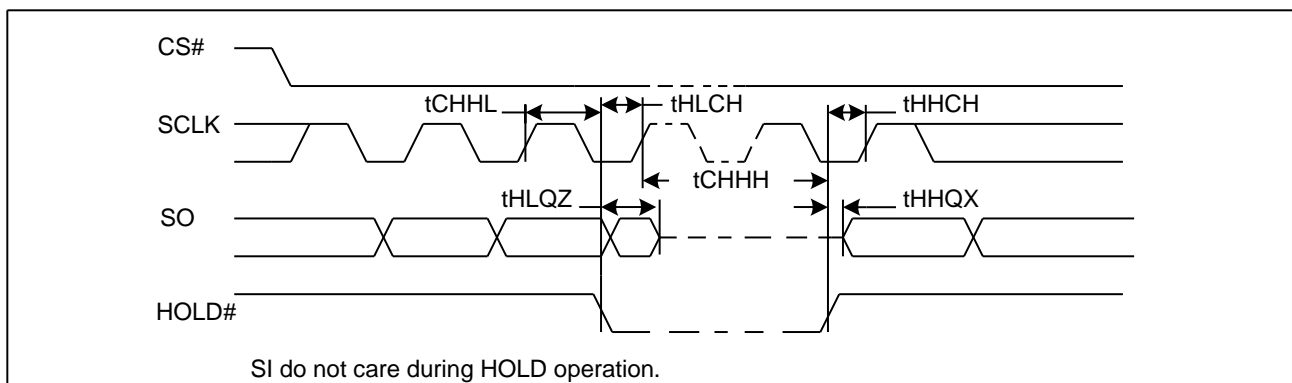 CS#
tCHHL
tHLCH
tHHCH
SCLK
tCHHH
tHLQZ
tHHQX
SO
HOLD#
SI do not care during HOLD operation.